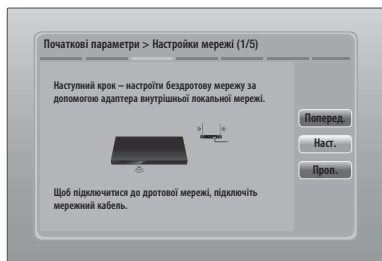 Початкові параметри > Настройки мережі (1/5)
Наступний крок – настроїти бездротову мережу за
допомогою адаптера внутрішньої локальної мережі.
Поперед.
Наст.
Проп.
Щоб підключитися до дротової мережі, підключіть
мережний кабель.